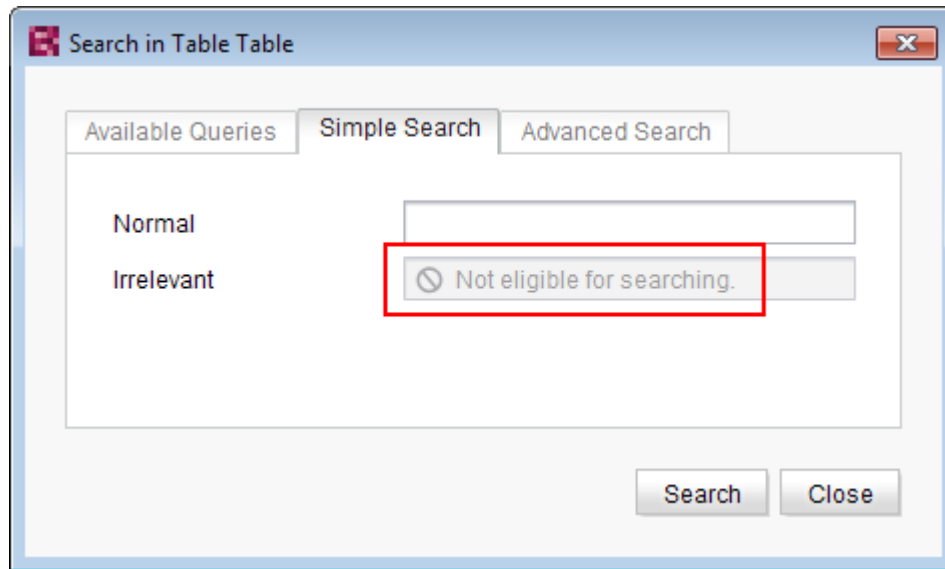 Search in Table Table
Available Queries Simple Search Advanced Search
Normal
Irrelevant Not eligible for searching.
Search Close